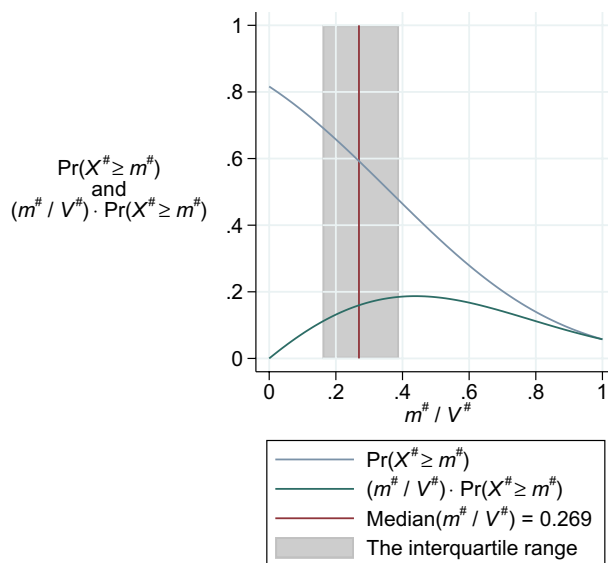 1
.8
.6
.4
.2
0
Pr(X# ≥ m#)
and
(m# / V#) · Pr(X# ≥ m#)
0 .2 .4 .6 .8 1
m# / V#
Pr(X# ≥ m#)
(m# / V#) · Pr(X# ≥ m#)
Median(m# / V#) = 0.269
The interquartile range